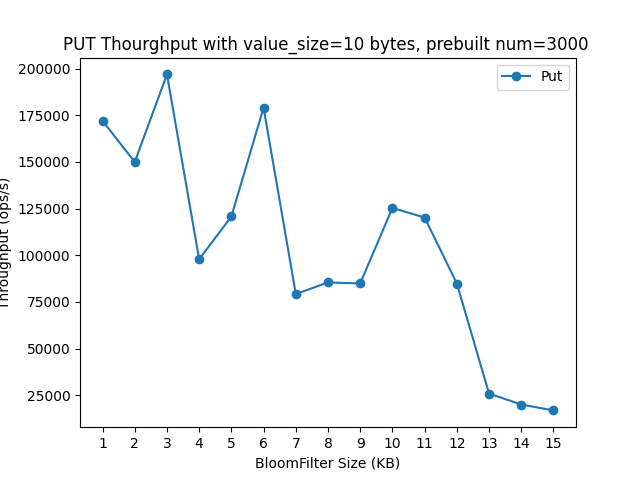 PUT Thourghput with value_size=10 bytes, prebuilt num=3000
Put
200000
175000
150000
125000
100000
75000
50000
25000
Throughput (ops/s)
1 2 3 4 5 6 7 8 9 10 11 12 13 14 15
BloomFilter Size (KB)